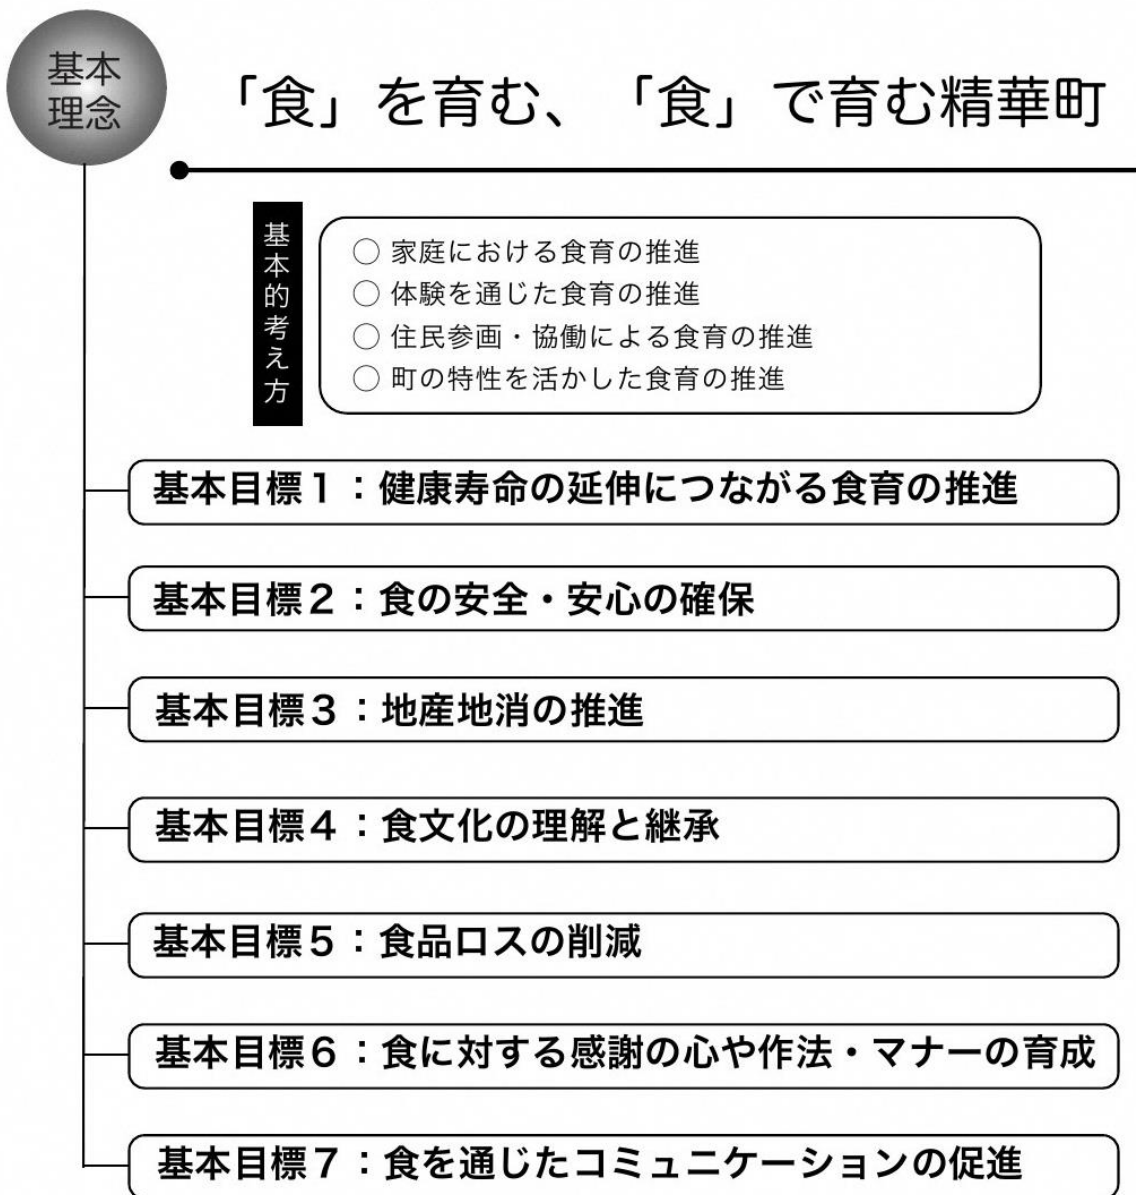 基本
理念
「食」を育む、「食」で育む精華町
基本的考え方
○ 家庭における食育の推進
○ 体験を通じた食育の推進
○ 住民参画・協働による食育の推進
○ 町の特性を活かした食育の推進
基本目標1：健康寿命の延伸につながる食育の推進
基本目標2：食の安全・安心の確保
基本目標3：地産地消の推進
基本目標4：食文化の理解と継承
基本目標5：食品ロスの削減
基本目標6：食に対する感謝の心や作法・マナーの育成
基本目標7：食を通じたコミュニケーションの促進